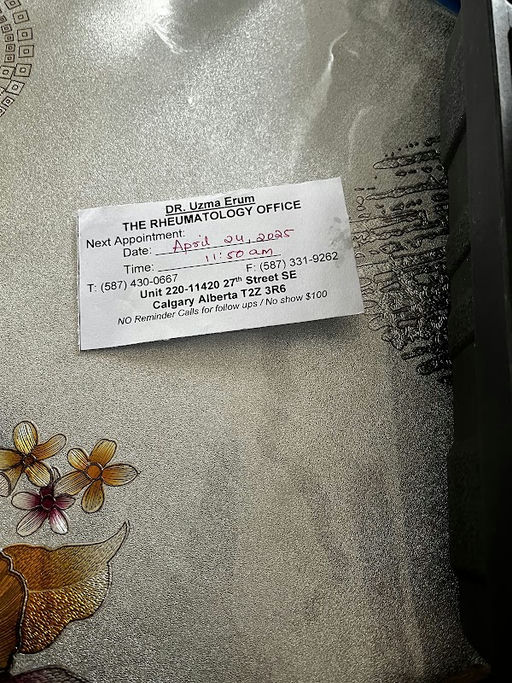 DR. Uzma Erum
THE RHEUMATOLOGY OFFICE
Next Appointment:
Date: April 24, 2025
Time: 11:50 am
T: (587) 430-0667 F: (587) 331-9262
Unit 220-11420 27th Street SE
Calgary Alberta T2Z 3R6
NO Reminder Calls for follow ups / No show $100